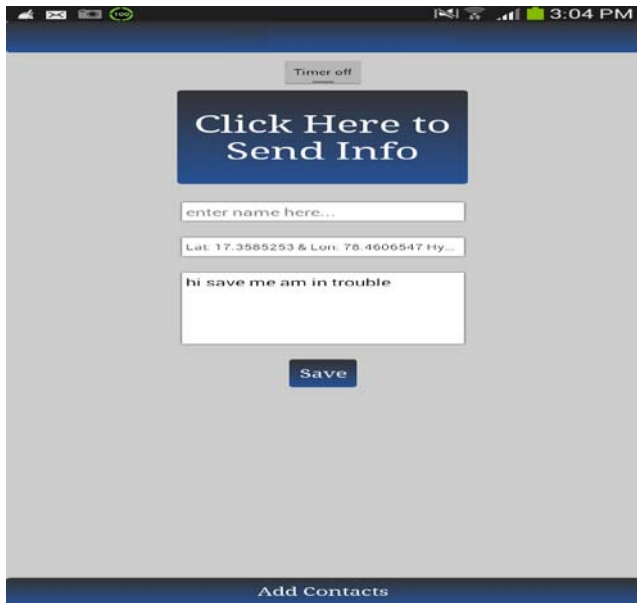 100
3:04 PM
Timer off
Click Here to
Send Info
enter name here...
Lat: 17.3585253 & Lon: 78.4606547 Hy...
hi save me am in trouble
Save
Add Contacts